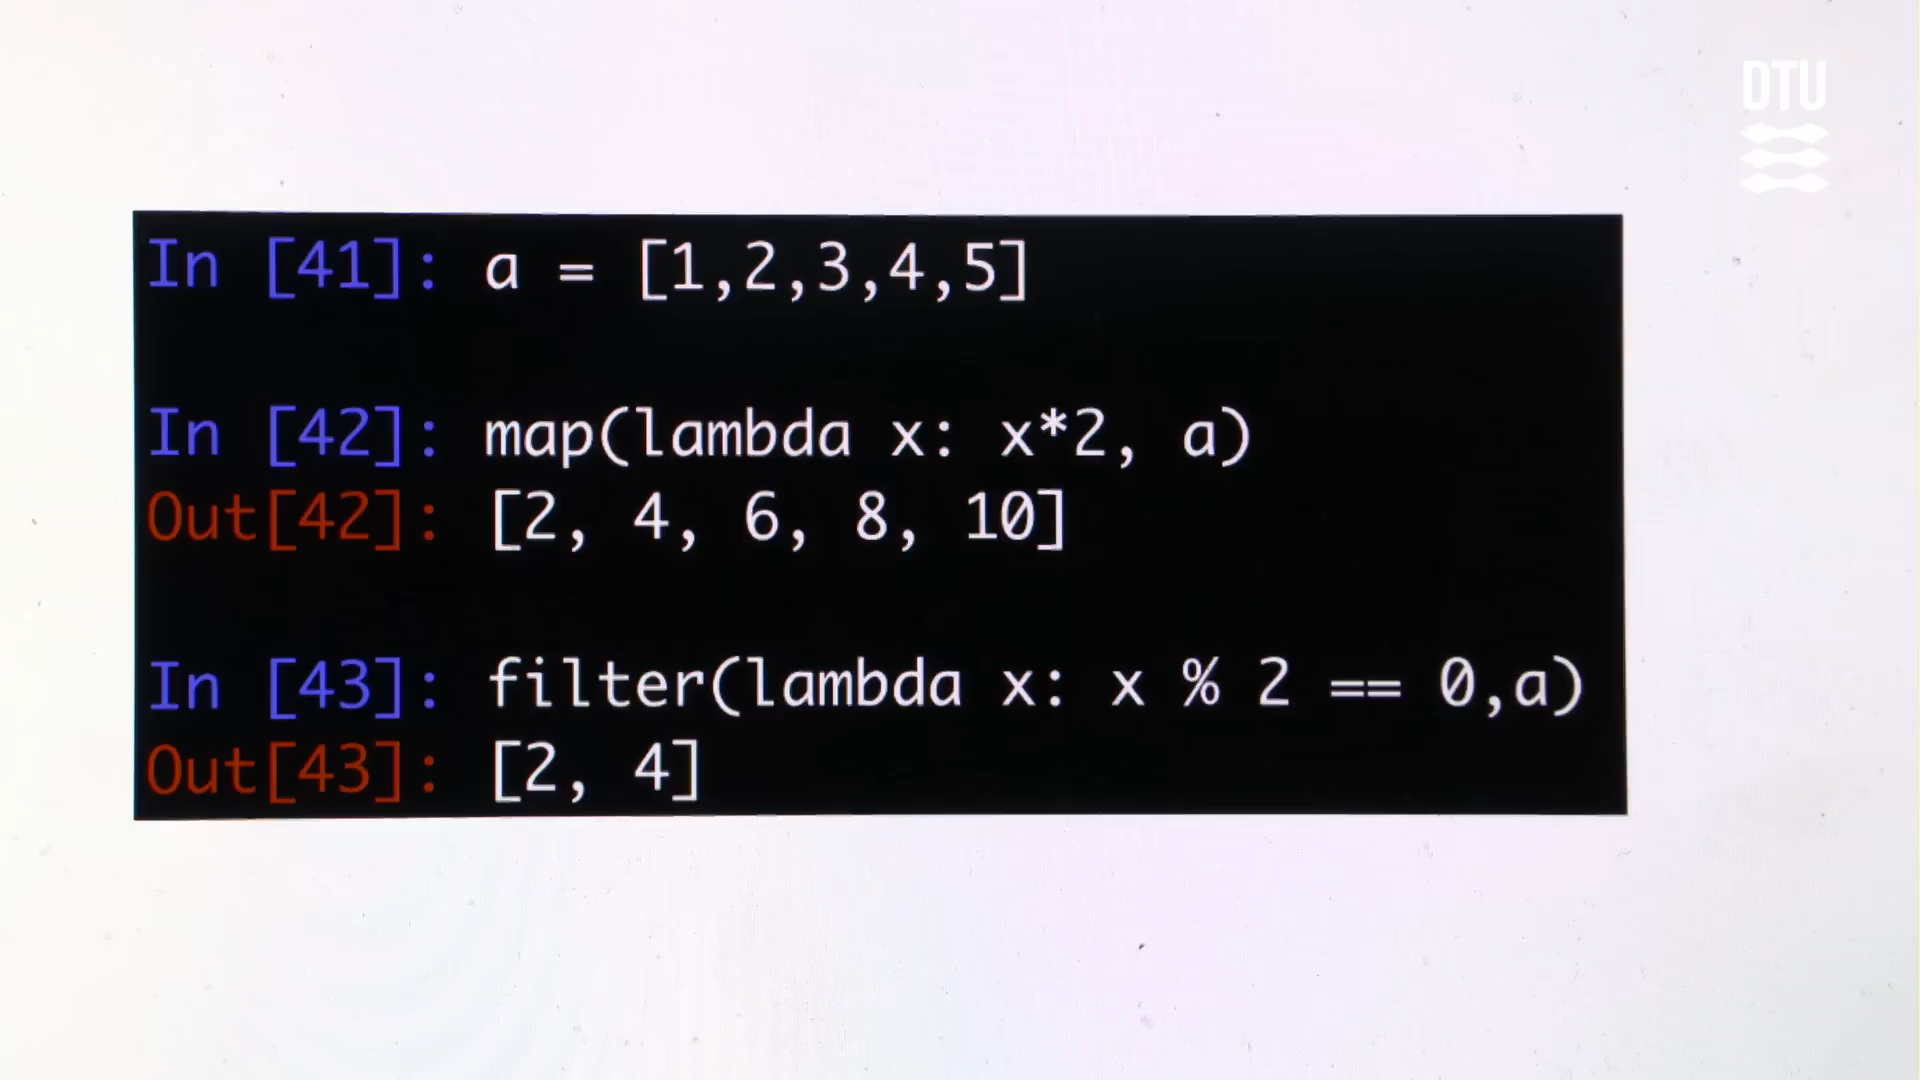 DTU
In [41]: a = [1,2,3,4,5]
In [42]: map(lambda x: x*2, a)
Out[42]: [2, 4, 6, 8, 10]
In [43]: filter(lambda x: x % 2 == 0,a)
Out[43]: [2, 4]